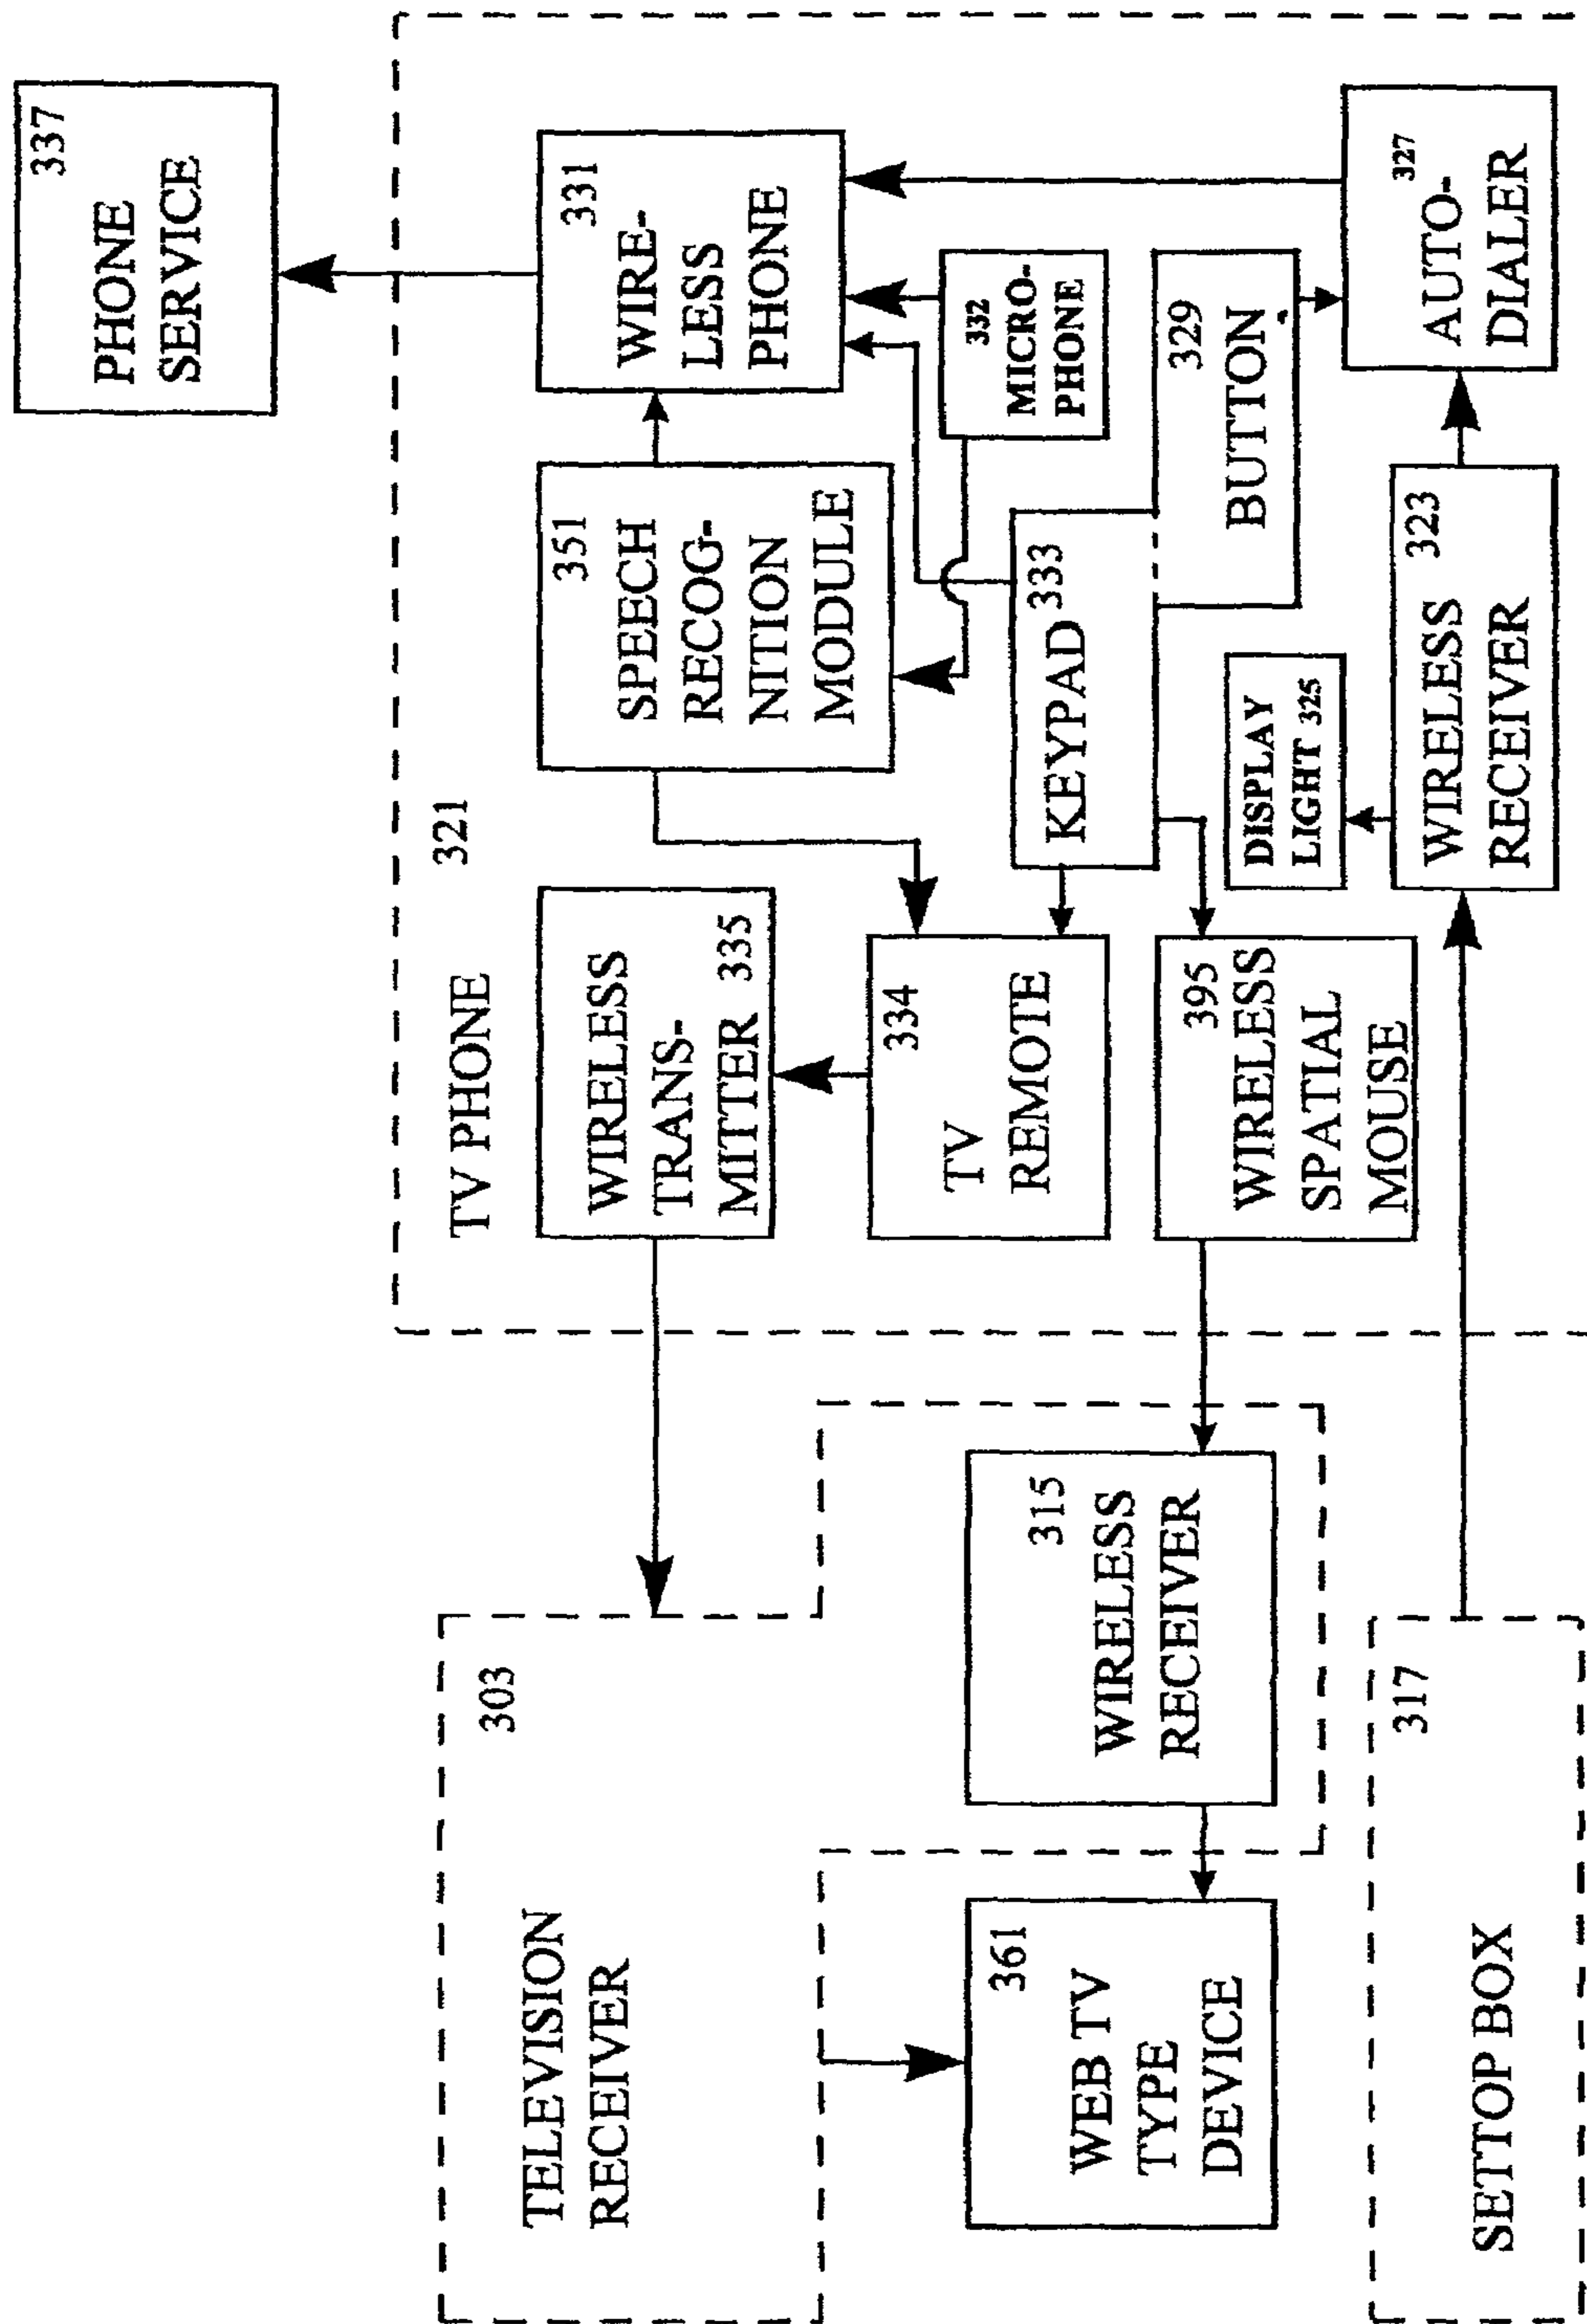 337
PHONE
SERVICE
TV PHONE 321
331
WIRE-
LESS
PHONE
351
SPEECH
RECOG-
NITION
MODULE
WIRELESS
TRANS-
MITTER 335
332
MICRO-
PHONE
334
TV
REMOTE
KEYPAD 333
329
BUTTON
395
WIRELESS
SPATIAL
MOUSE
DISPLAY
LIGHT 325
327
AUTO-
DIALER
323
WIRELESS
RECEIVER
303
TELEVISION
RECEIVER
315
WIRELESS
RECEIVER
361
WEB TV
TYPE
DEVICE
317
SETTOP BOX